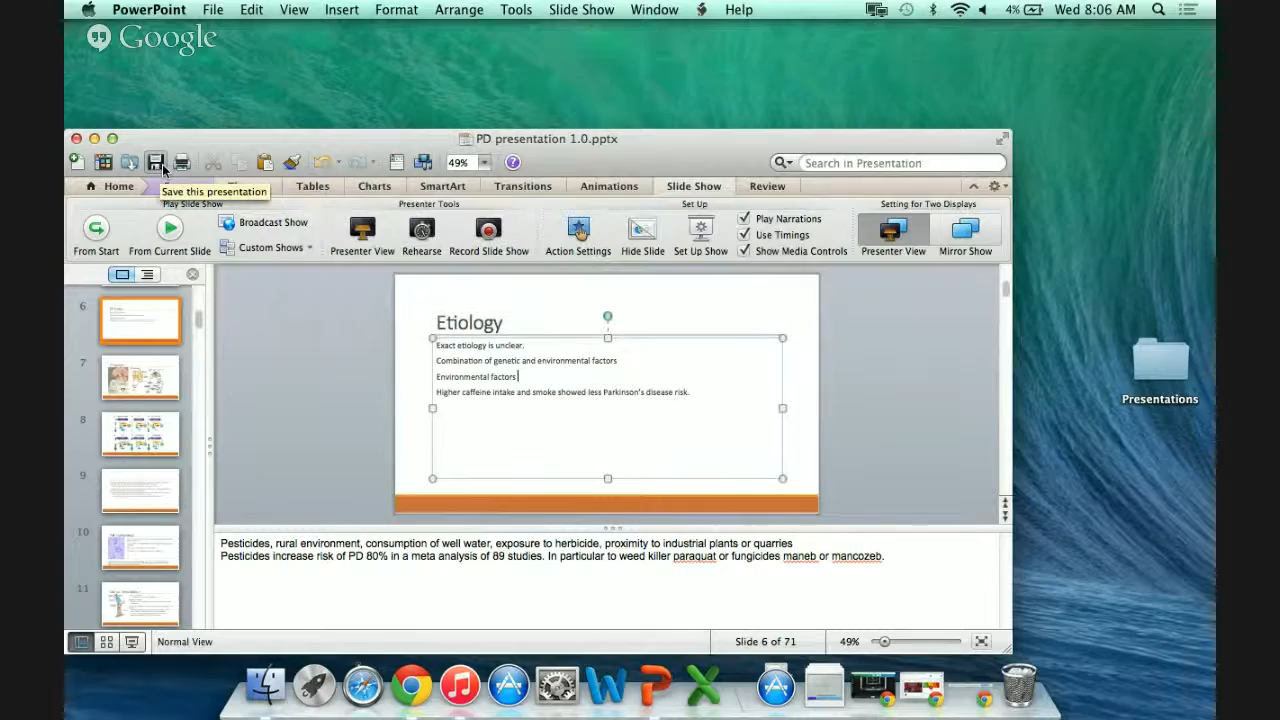 PowerPoint File Edit View Insert Format Arrange Tools Slide Show Window Help 4% Wed 8:06 AM
Google
PD presentation 1.0.pptx
49% Search in Presentation
Home Tables Charts SmartArt Transitions Animations Slide Show Review
Save this presentation
Play Slide Show Presenter Tools Set Up Setting for Two Displays
Broadcast Show Play Narrations
Custom Shows Use Timings
From Start From Current Slide Presenter View Rehearse Record Slide Show Action Settings Hide Slide Set Up Show Show Media Controls Presenter View Mirror Show
6
7
8
9
10
11
Etiology
Exact etiology is unclear.
Combination of genetic and environmental factors
Environmental factors
Higher caffeine intake and smoke showed less Parkinson's disease risk.
Presentations
Pesticides, rural environment, consumption of well water, exposure to herbicide, proximity to industrial plants or quarries
Pesticides increase risk of PD 80% in a meta analysis of 89 studies. In particular to weed killer paraquat or fungicides maneb or mancozeb.
Normal View Slide 6 of 71 49%